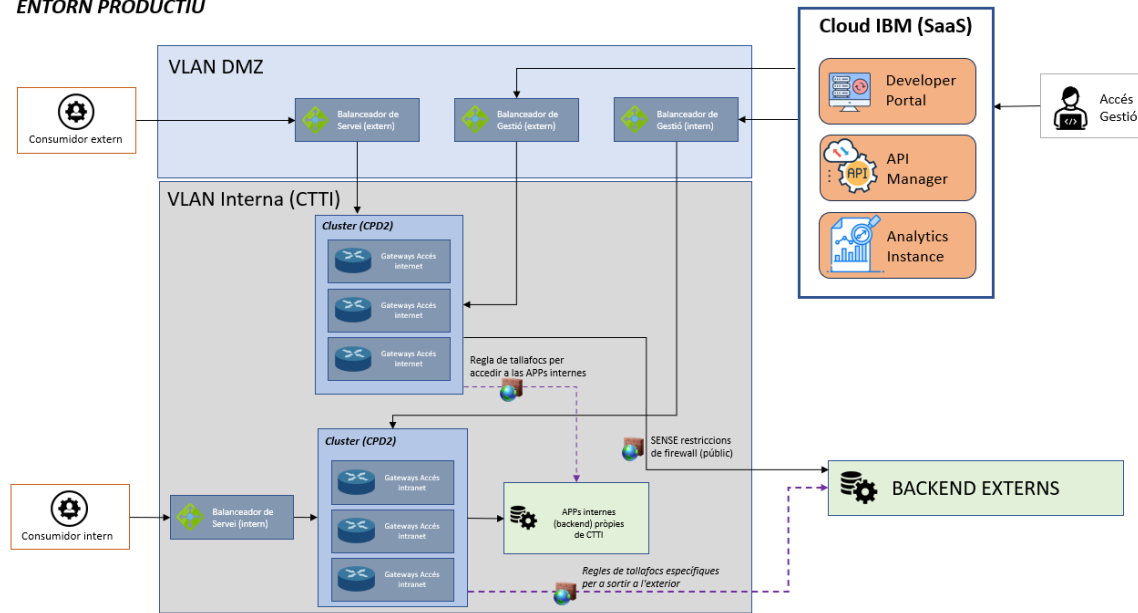 ENTORN PRODUCTIU
Cloud IBM (SaaS)
Developer
Portal
API
Manager
Analytics
Instance
Accés
Gestió
VLAN DMZ
Consumidor extern
Balanceador de
Servei (extern)
Balanceador de
Gestió (extern)
Balanceador de
Gestió (intern)
API
VLAN Interna (CTTI)
Cluster (CPD2)
Gateways Accés
internet
Gateways Accés
internet
Gateways Accés
internet
Regla de tallafocs per
accedir a las APPs internes
SENSE restriccions
de firewall (públic)
Cluster (CPD2)
Gateways Accés
intranet
Gateways Accés
intranet
Gateways Accés
intranet
Consumidor intern
Balanceador de
Servei (intern)
APPs internes
(backend) pròpies
de CTTI
BACKEND EXTERNS
Regles de tallafocs específiques
per a sortir a l'exterior